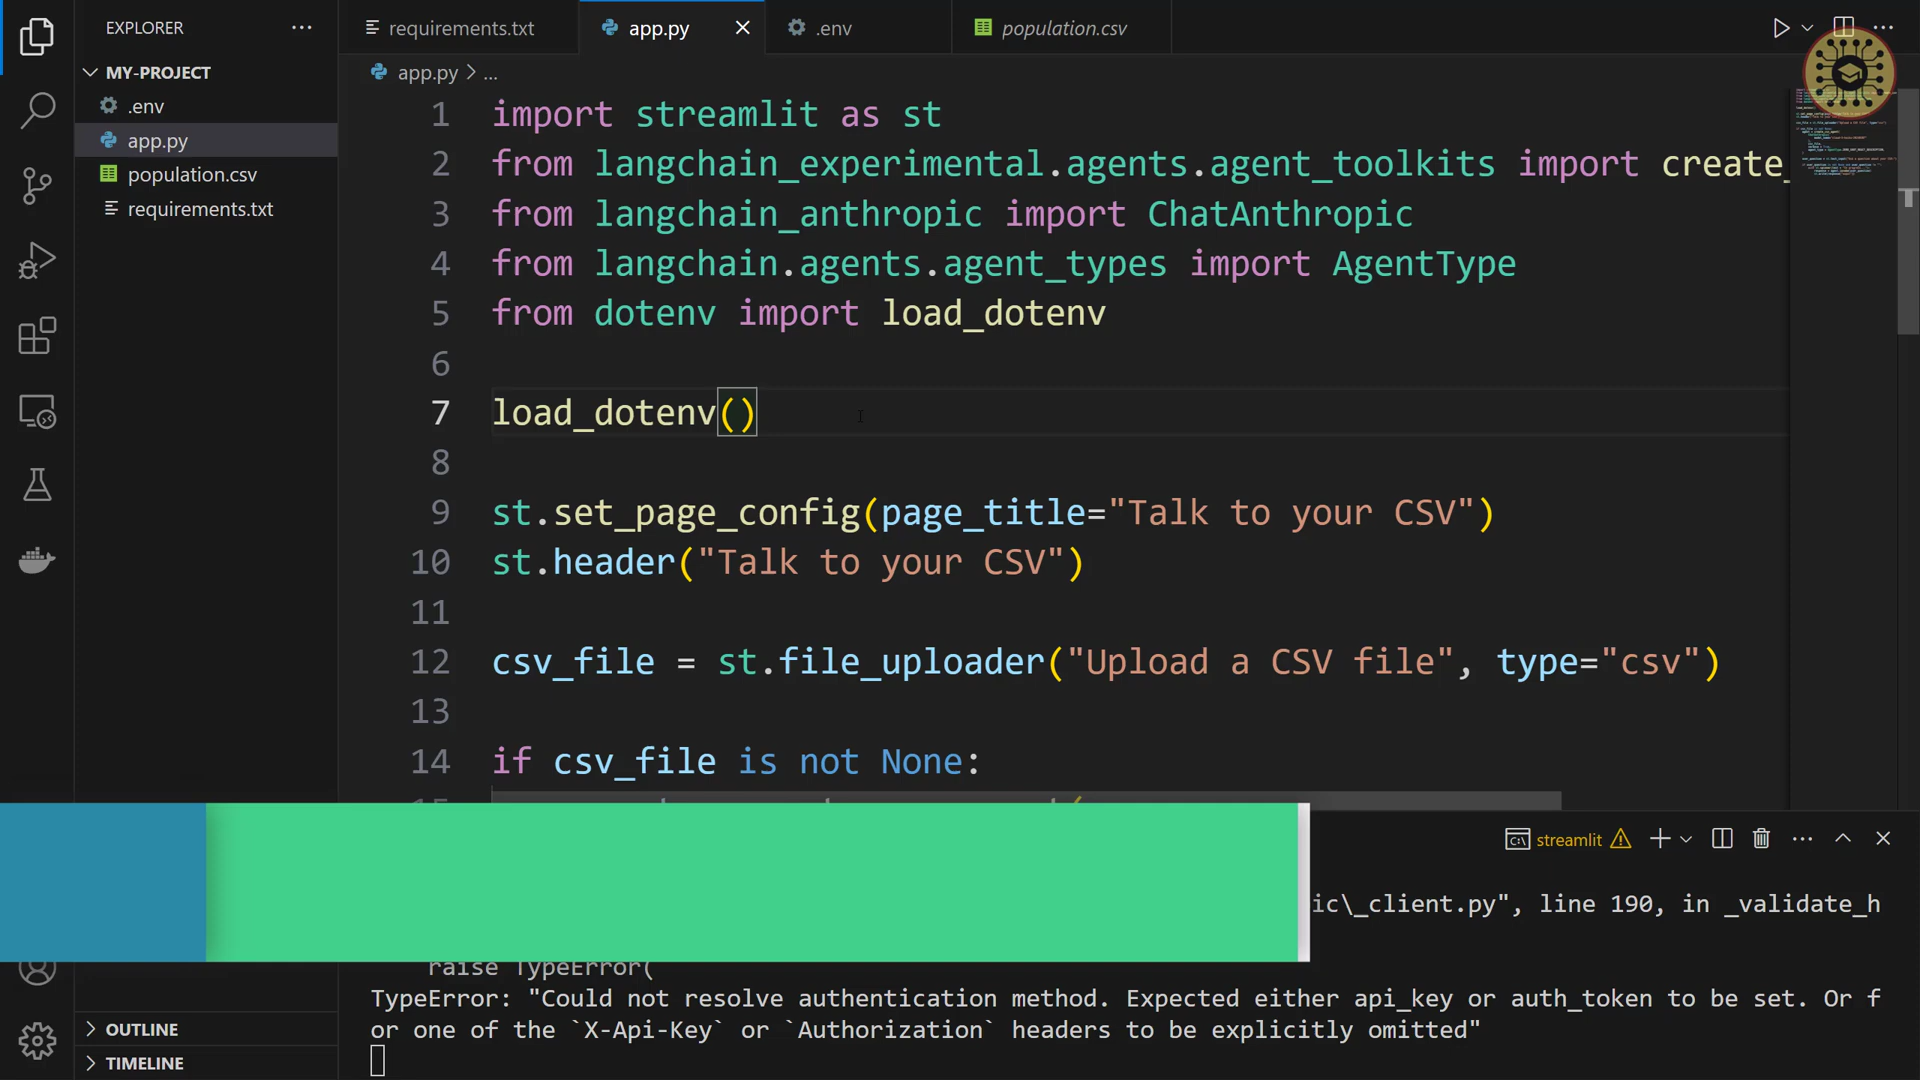 EXPLORER
requirements.txt
app.py
.env
population.csv
MY-PROJECT
.env
app.py
population.csv
requirements.txt
OUTLINE
TIMELINE
app.py > ...
1 import streamlit as st
2 from langchain_experimental.agents.agent_toolkits import create_
3 from langchain_anthropic import ChatAnthropic
4 from langchain.agents.agent_types import AgentType
5 from dotenv import load_dotenv
6
7 load_dotenv()
8
9 st.set_page_config(page_title="Talk to your CSV")
10 st.header("Talk to your CSV")
11
12 csv_file = st.file_uploader("Upload a CSV file", type="csv")
13
14 if csv_file is not None:
streamlit
ic\_client.py", line 190, in _validate_h
raise TypeError(
TypeError: "Could not resolve authentication method. Expected either api_key or auth_token to be set. Or f
or one of the `X-Api-Key` or `Authorization` headers to be explicitly omitted"